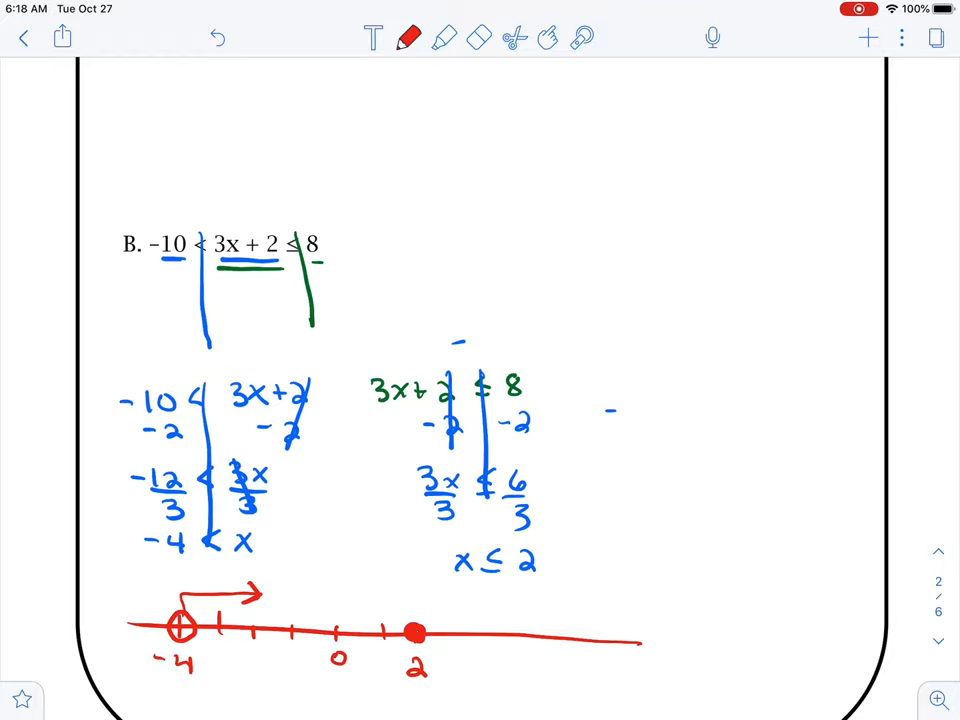 6:18 AM Tue Oct 27
100%
T
B. -10 < 3x + 2 ≤ 8
-10 < 3x+2
-2 -2
-12/3 < 3x/3
-4 < x
3x+2 ≤ 8
-2 -2
3x/3 ≤ 6/3
x ≤ 2
-4 0 2
2
/
6